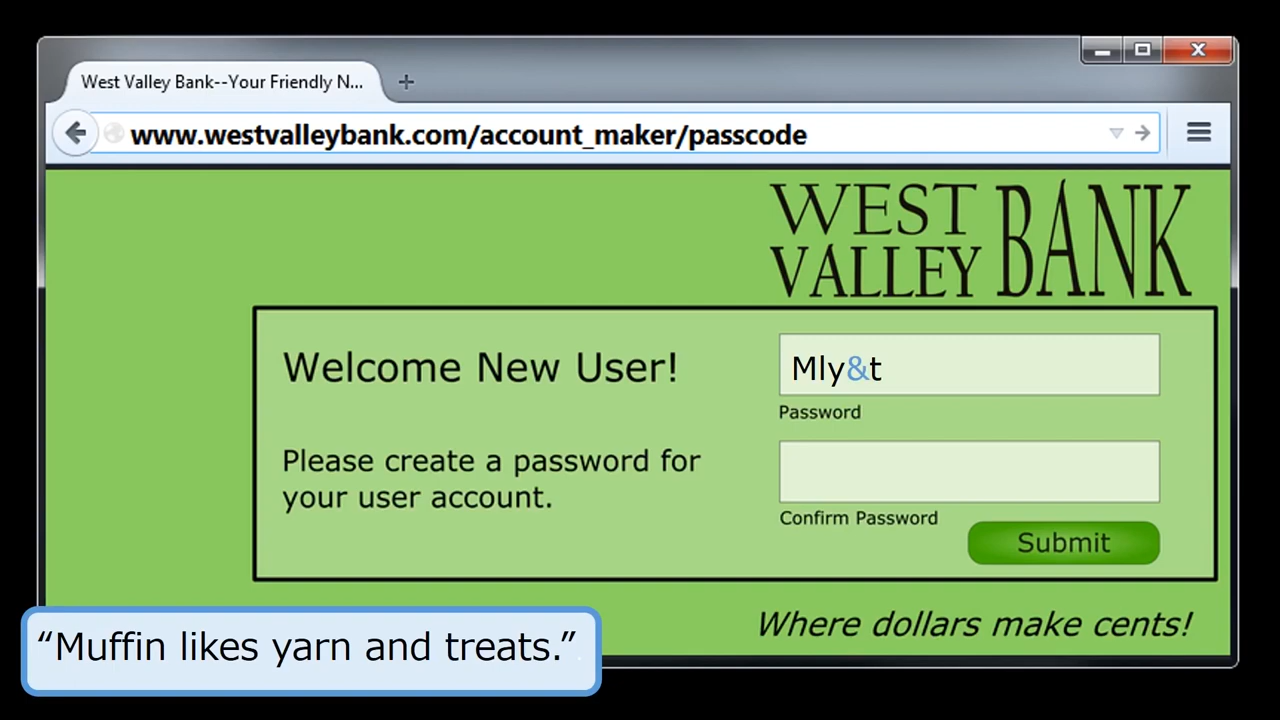 West Valley Bank--Your Friendly N...
www.westvalleybank.com/account_maker/passcode
WEST VALLEY BANK
Welcome New User!
Mly&t
Password
Please create a password for
your user account.
Confirm Password
Submit
Where dollars make cents!
“Muffin likes yarn and treats.”